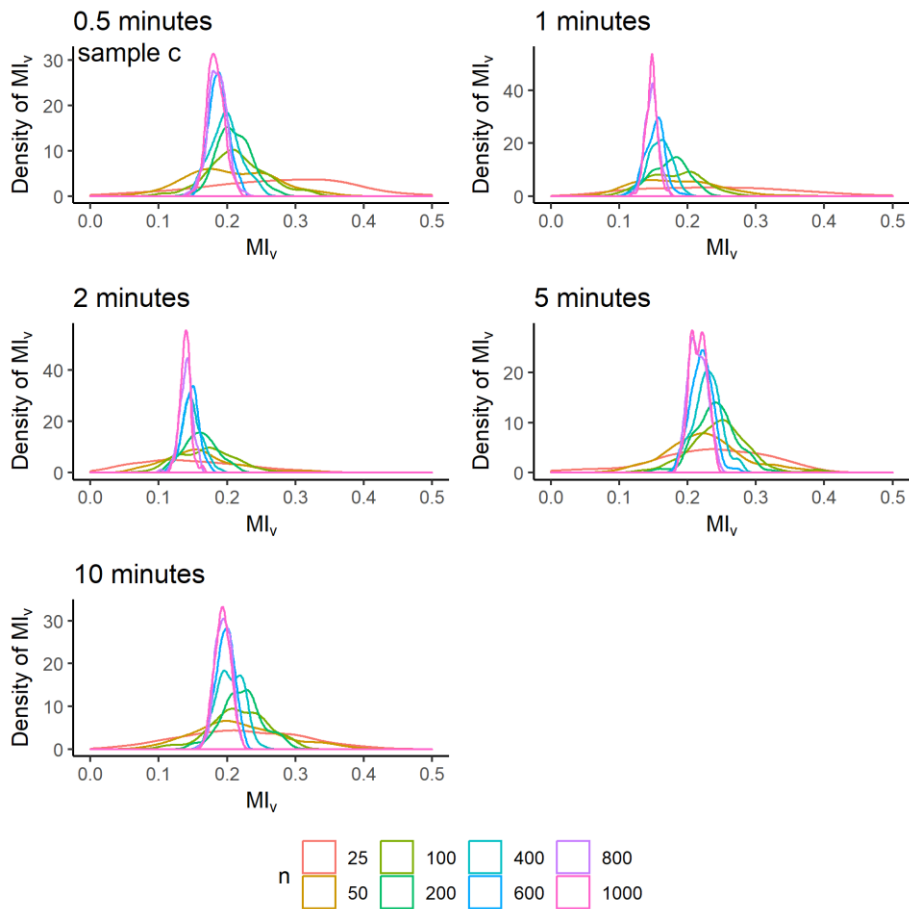 0.5 minutes
sample c
Density of MIᵥ
30
20
10
0
0.0 0.1 0.2 0.3 0.4 0.5
MIᵥ
1 minutes
Density of MIᵥ
40
20
0
0.0 0.1 0.2 0.3 0.4 0.5
MIᵥ
2 minutes
Density of MIᵥ
40
20
0
0.0 0.1 0.2 0.3 0.4 0.5
MIᵥ
5 minutes
Density of MIᵥ
20
10
0
0.0 0.1 0.2 0.3 0.4 0.5
MIᵥ
10 minutes
Density of MIᵥ
30
20
10
0
0.0 0.1 0.2 0.3 0.4 0.5
MIᵥ
n
25 100 400 800
50 200 600 1000